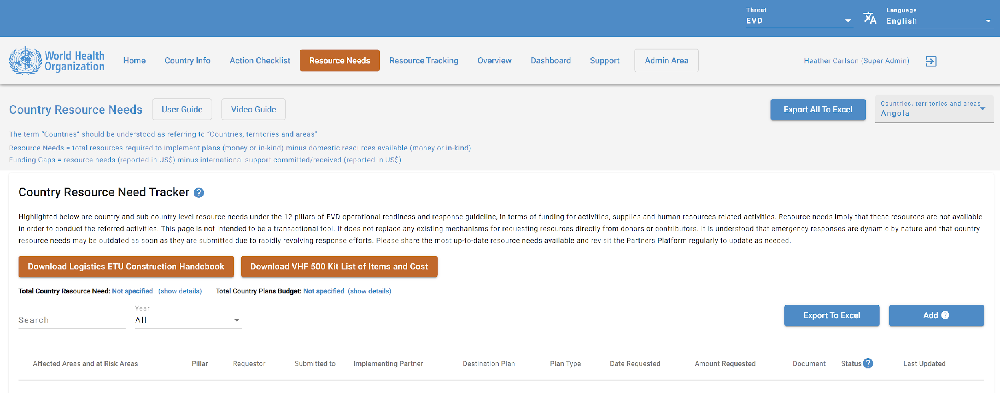 Threat
EVD
Language
English
World Health
Organization
Home
Country Info
Action Checklist
Resource Needs
Resource Tracking
Overview
Dashboard
Support
Admin Area
Heather Carlson (Super Admin)
Country Resource Needs
User Guide
Video Guide
Export All To Excel
Countries, territories and areas
Angola
The term “Countries“ should be understood as referring to “Countries, territories and areas“
Resource Needs = total resources required to implement plans (money or in-kind) minus domestic resources available (money or in-kind)
Funding Gaps = resource needs (reported in US$) minus international support committed/received (reported in US$)
Country Resource Need Tracker ?
Highlighted below are country and sub-country level resource needs under the 12 pillars of EVD operational readiness and response guideline, in terms of funding for activities, supplies and human resources-related activities. Resource needs imply that these resources are not available
in order to conduct the referred activities. This page is not intended to be a transactional tool. It does not replace any existing mechanisms for requesting resources directly from donors or contributors. It is understood that emergency responses are dynamic by nature and that country
resource needs may be outdated as soon as they are submitted due to rapidly revolving response efforts. Please share the most up-to-date resource needs available and revisit the Partners Platform regularly to update as needed.
Download Logistics ETU Construction Handobook
Download VHF 500 Kit List of Items and Cost
Total Country Resource Need: Not specified (show details)
Total Country Plans Budget: Not specified (show details)
Search
Year
All
Export To Excel
Add ?
Affected Areas and at Risk Areas
Pillar
Requestor
Submitted to
Implementing Partner
Destination Plan
Plan Type
Date Requested
Amount Requested
Document
Status ?
Last Updated